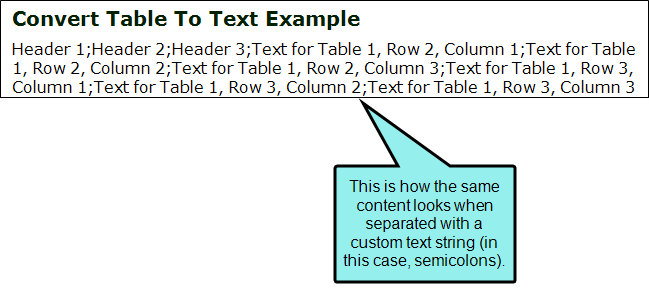 Convert Table To Text Example
Header 1;Header 2;Header 3;Text for Table 1, Row 2, Column 1;Text for Table
1, Row 2, Column 2;Text for Table 1, Row 2, Column 3;Text for Table 1, Row 3,
Column 1;Text for Table 1, Row 3, Column 2;Text for Table 1, Row 3, Column 3
This is how the same
content looks when
separated with a
custom text string (in
this case, semicolons).